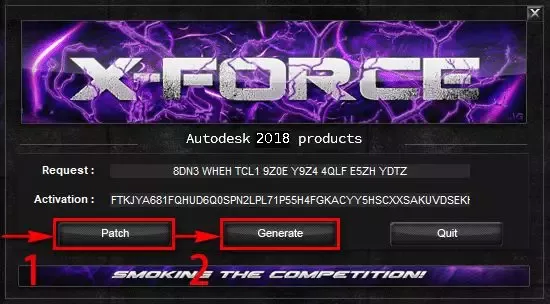 X-FORCE
Autodesk 2018 products
Request :
8DN3 WHEH TCL1 9Z0E Y9Z4 4QLF E5ZH YDTZ
Activation :
FTKJYA681FQHUD6Q0SPN2LPL71P55H4FGKACYY5HSCXXSAKUVDSEKH
Patch
Generate
Quit
1
2
SMOKING THE COMPETITION!